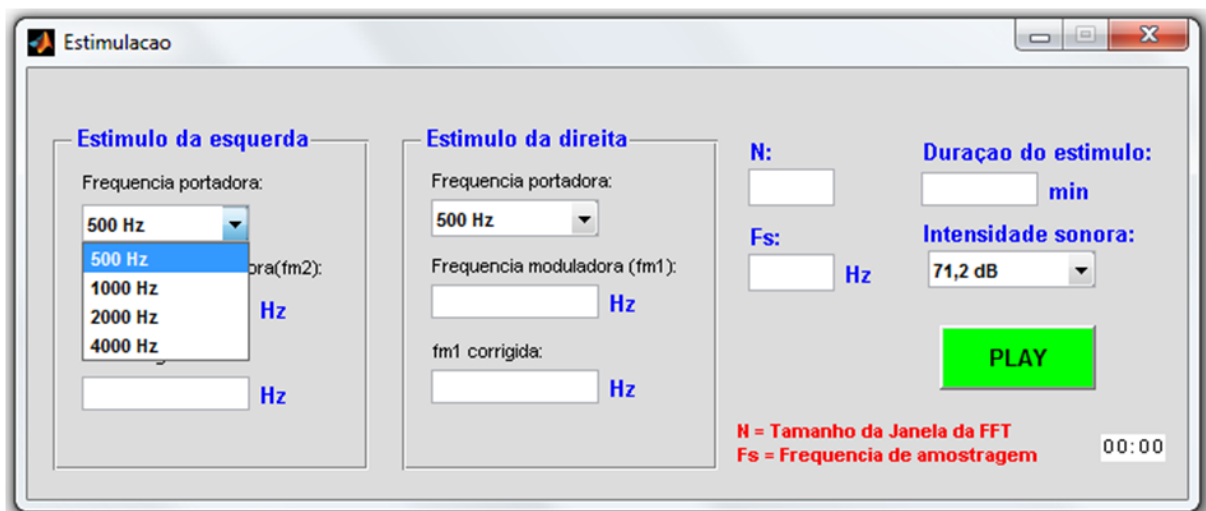 Estimulacao
Estimulo da esquerda
Frequencia portadora:
500 Hz
500 Hz
1000 Hz
2000 Hz
4000 Hz
ora(fm2):
Hz
Hz
Estimulo da direita
Frequencia portadora:
500 Hz
Frequencia moduladora (fm1):
Hz
fm1 corrigida:
Hz
N:
Fs:
Hz
Duraçao do estimulo:
min
Intensidade sonora:
71,2 dB
PLAY
N = Tamanho da Janela da FFT
Fs = Frequencia de amostragem
00:00